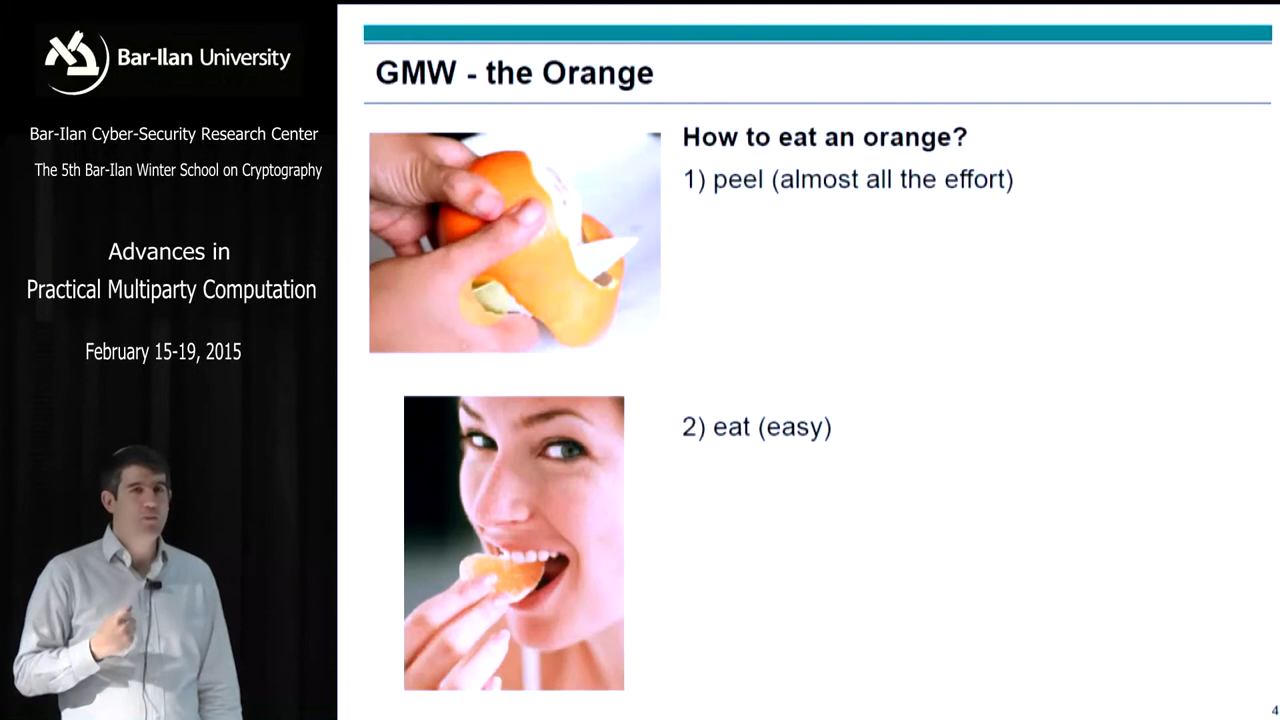 Bar-Ilan University
Bar-Ilan Cyber-Security Research Center
The 5th Bar-Ilan Winter School on Cryptography
Advances in
Practical Multiparty Computation
February 15-19, 2015
GMW - the Orange
How to eat an orange?
1) peel (almost all the effort)
2) eat (easy)
4